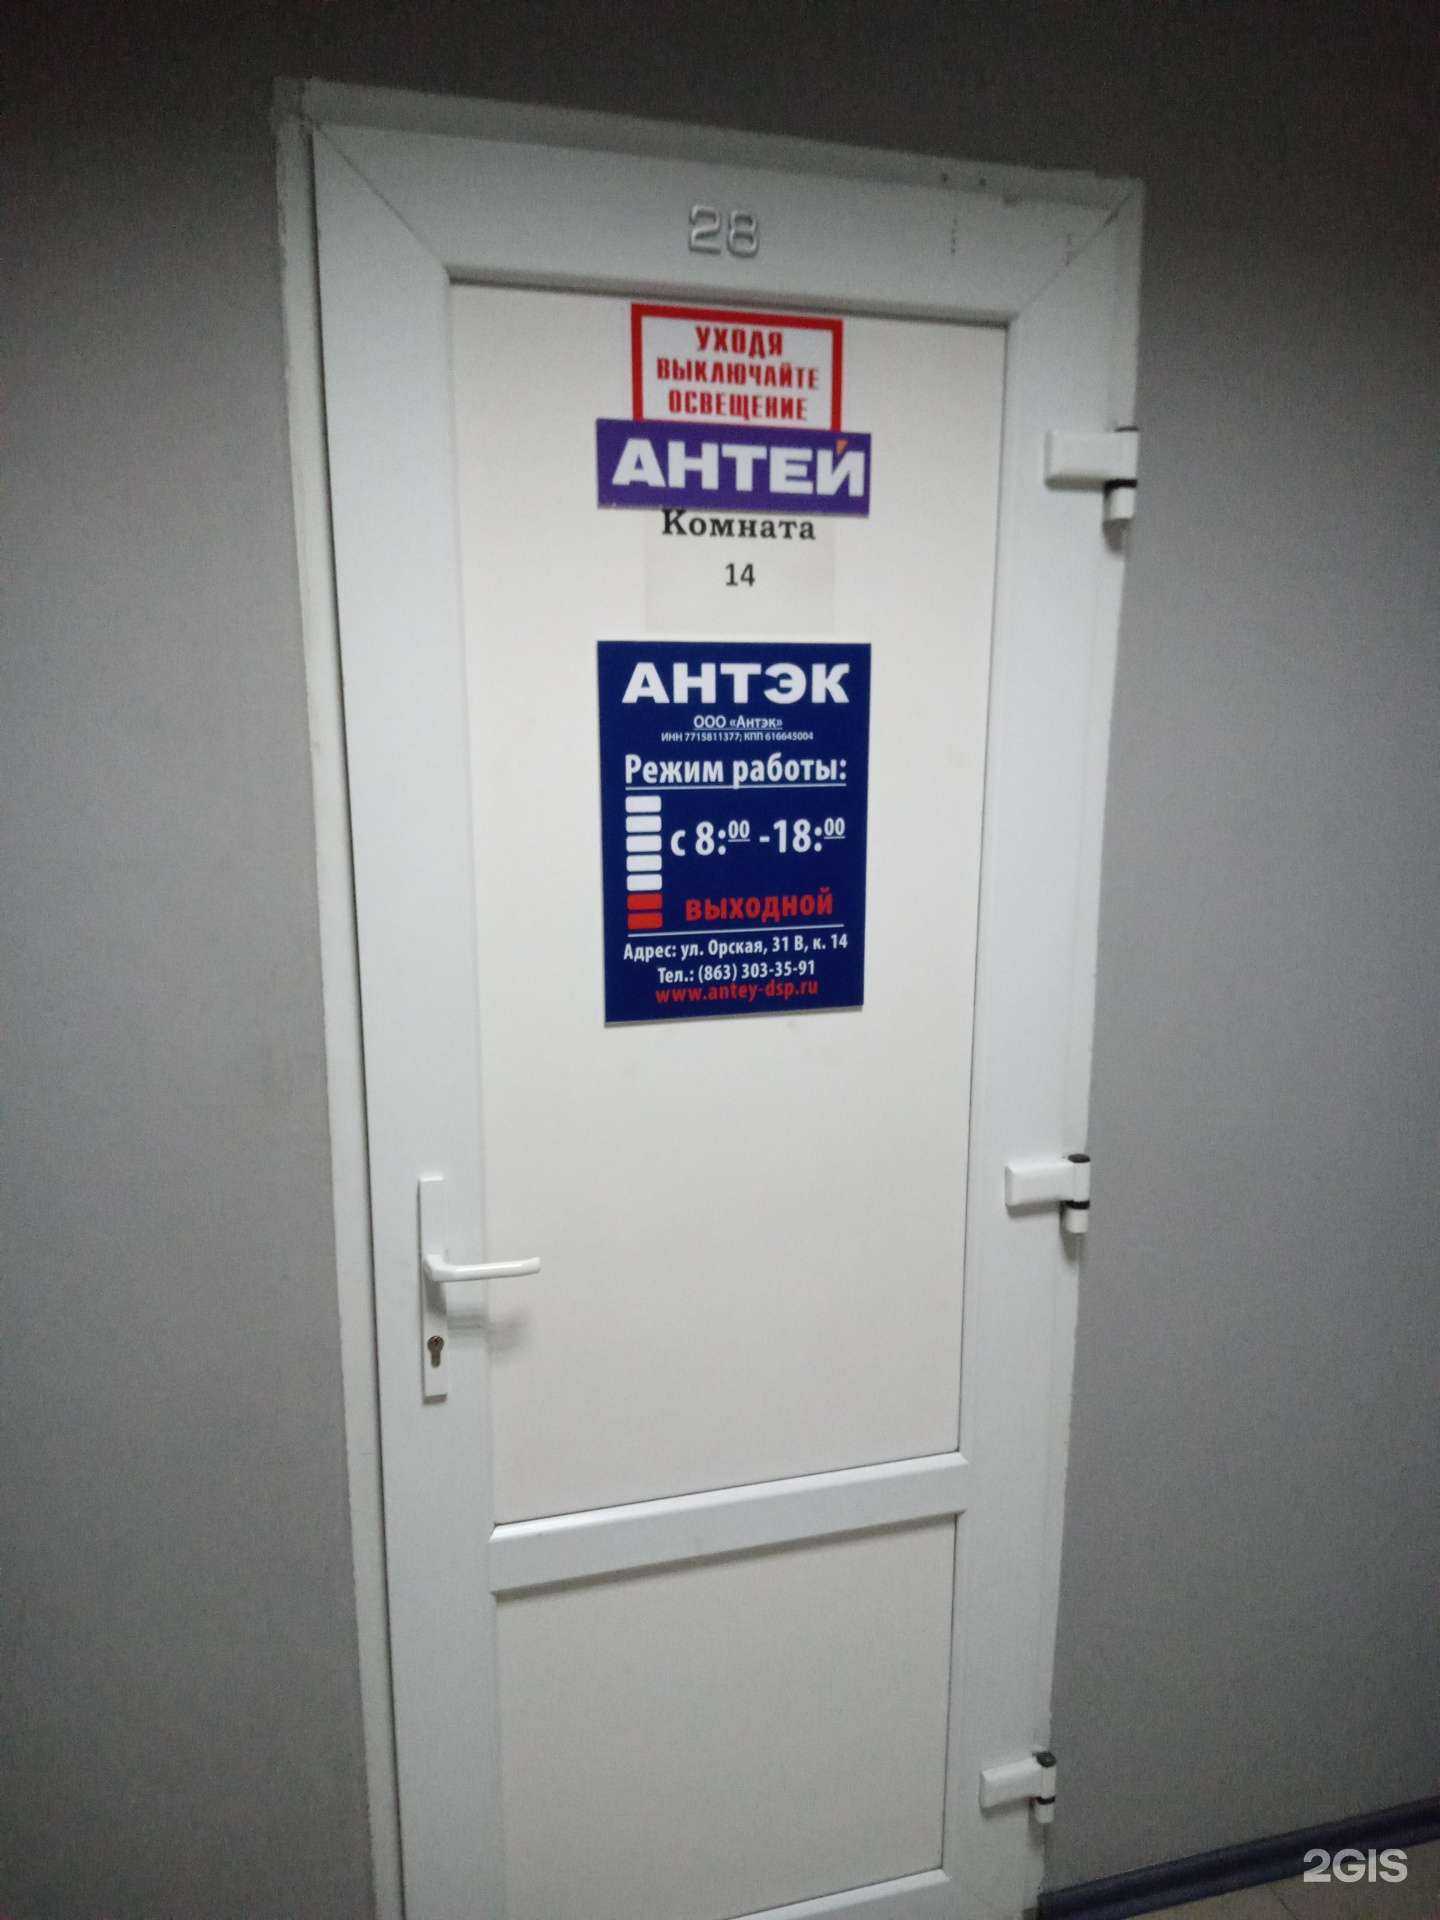 28
УХОДЯ
ВЫКЛЮЧАЙТЕ
ОСВЕЩЕНИЕ
АНТЕЙ
Комната
14
АНТЭК
ООО «Антэк»
ИНН 7715811377; КПП 616645004
Режим работы:
с 8:00 -18:00
выходной
Адрес: ул. Орская, 31 В, к. 14
Тел.: (863) 303-35-91
www.antey-dsp.ru
2GIS